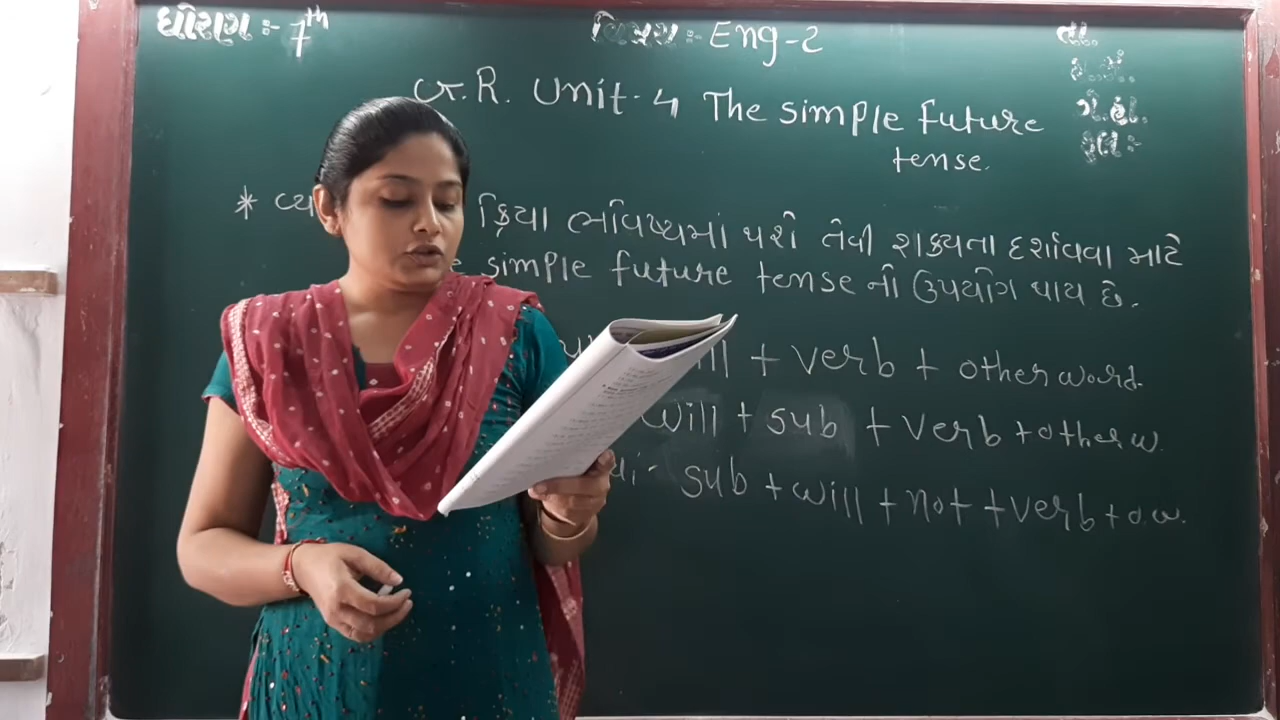 ધોરણ :- 7th
વિષય :- Eng-2
તા.
ગે.હા.
G.R. Unit-4 The simple future
tense.
* ક્રિયા ભવિષ્યમાં થશે તેવી શક્યતા દર્શાવવા માટે
simple future tense નો ઉપયોગ થાય છે.
+ verb + other word.
will + sub + verb + other w.
sub + will + not + verb + o.w.